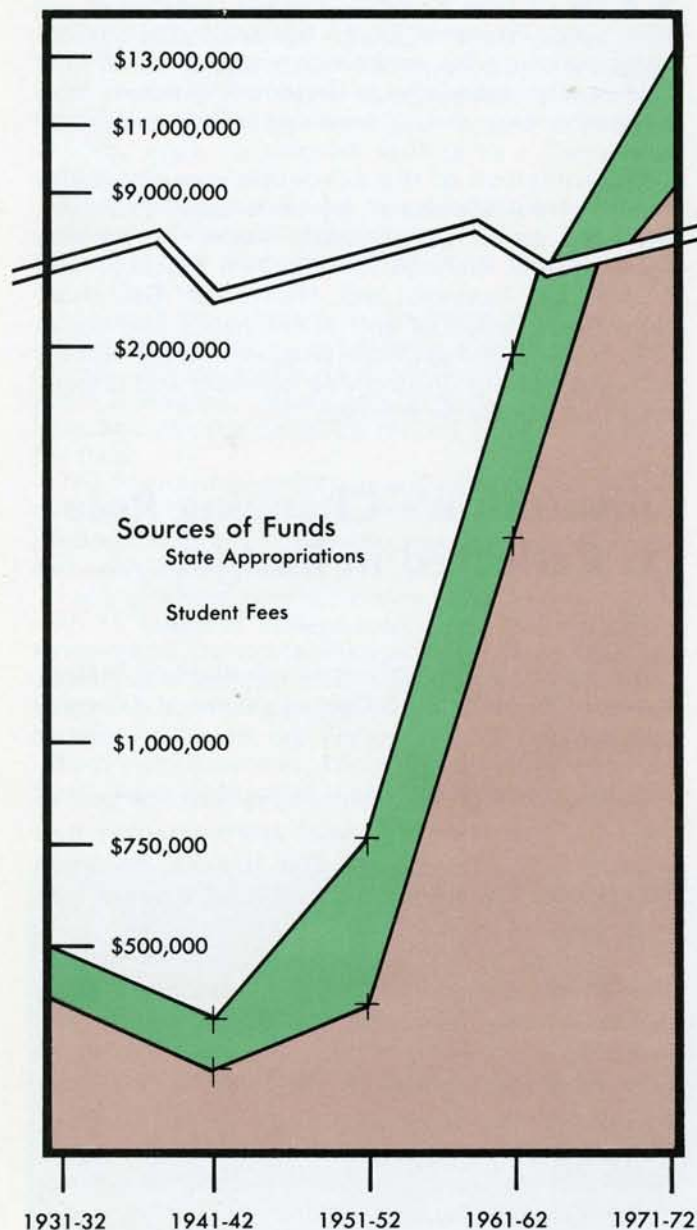 $13,000,000
$11,000,000
$9,000,000
$2,000,000
Sources of Funds
State Appropriations
Student Fees
$1,000,000
$750,000
$500,000
1931-32 1941-42 1951-52 1961-62 1971-72